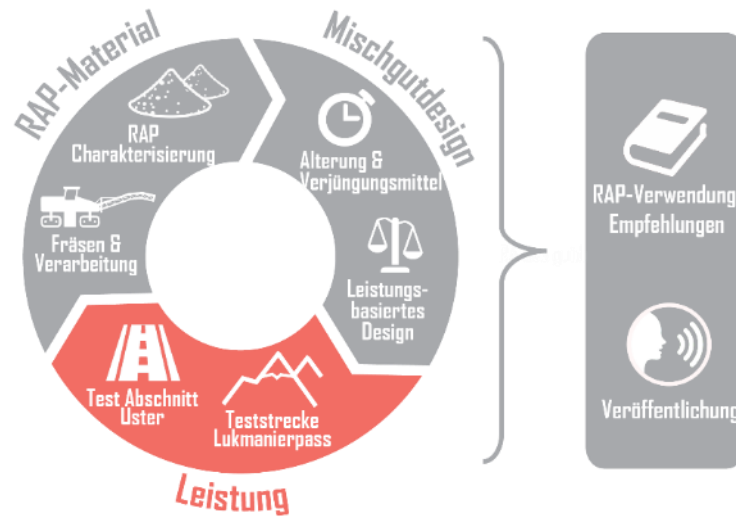 RAP-Material
RAP
Charakterisierung
Fräsen &
Verarbeitung
Mischgutdesign
Alterung &
Verjüngungsmittel
Leistungs-
basiertes
Design
Test Abschnitt
Uster
Teststrecke
Lukmanierpass
Leistung
RAP-Verwendung
Empfehlungen
Veröffentlichung